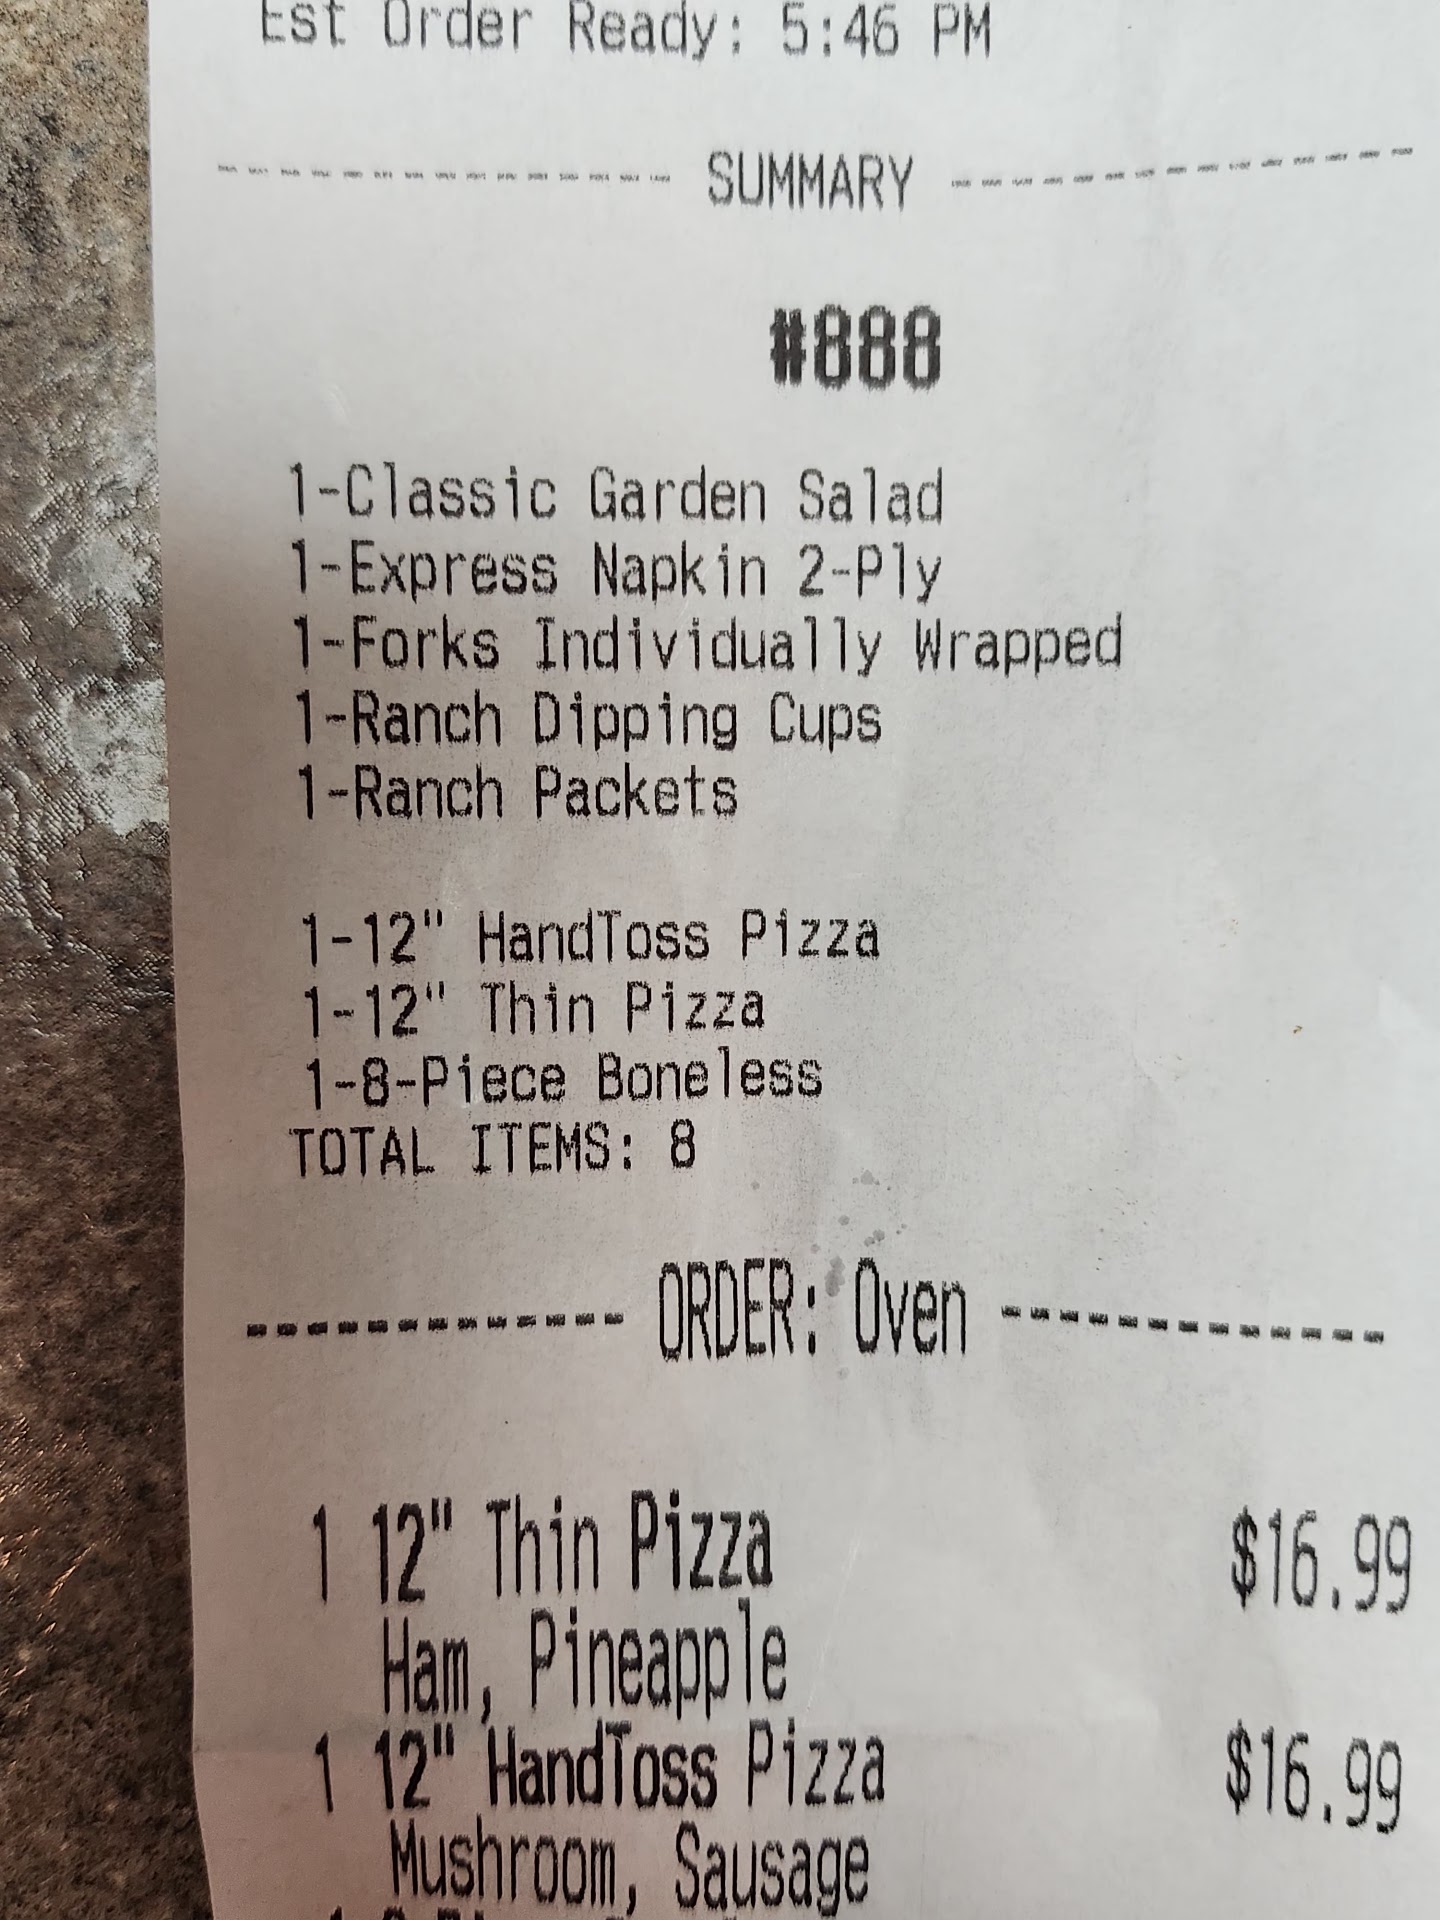 Est Order Ready: 5:46 PM
--------------- SUMMARY ---------------
#888
1-Classic Garden Salad
1-Express Napkin 2-Ply
1-Forks Individually Wrapped
1-Ranch Dipping Cups
1-Ranch Packets
1-12" HandToss Pizza
1-12" Thin Pizza
1-8-Piece Boneless
TOTAL ITEMS: 8
------------- ORDER: Oven -------------
1 12" Thin Pizza $16.99
Ham, Pineapple
1 12" HandToss Pizza $16.99
Mushroom, Sausage